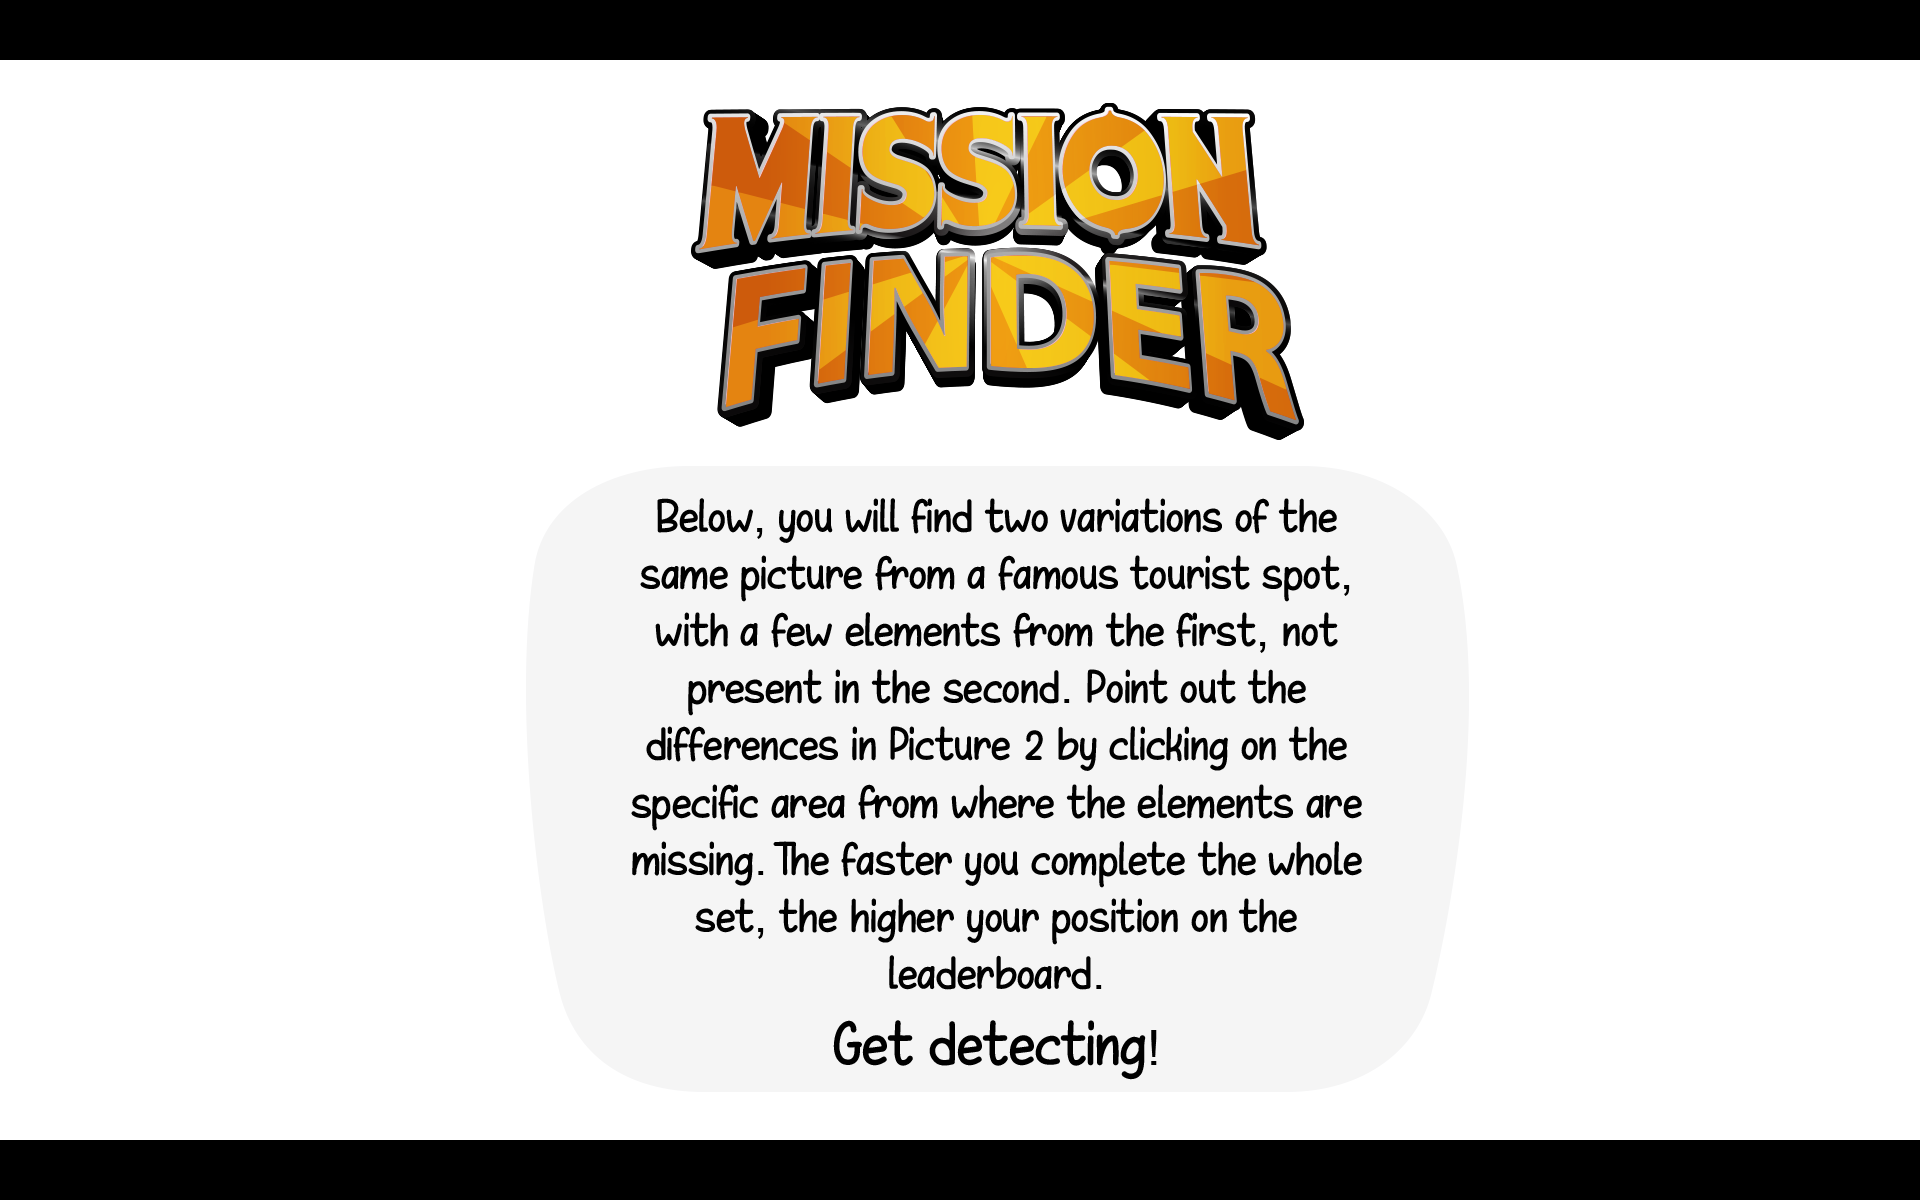 MISSION
FINDER
Below, you will find two variations of the
same picture from a famous tourist spot,
with a few elements from the first, not
present in the second. Point out the
differences in Picture 2 by clicking on the
specific area from where the elements are
missing. The faster you complete the whole
set, the higher your position on the
leaderboard.
Get detecting!